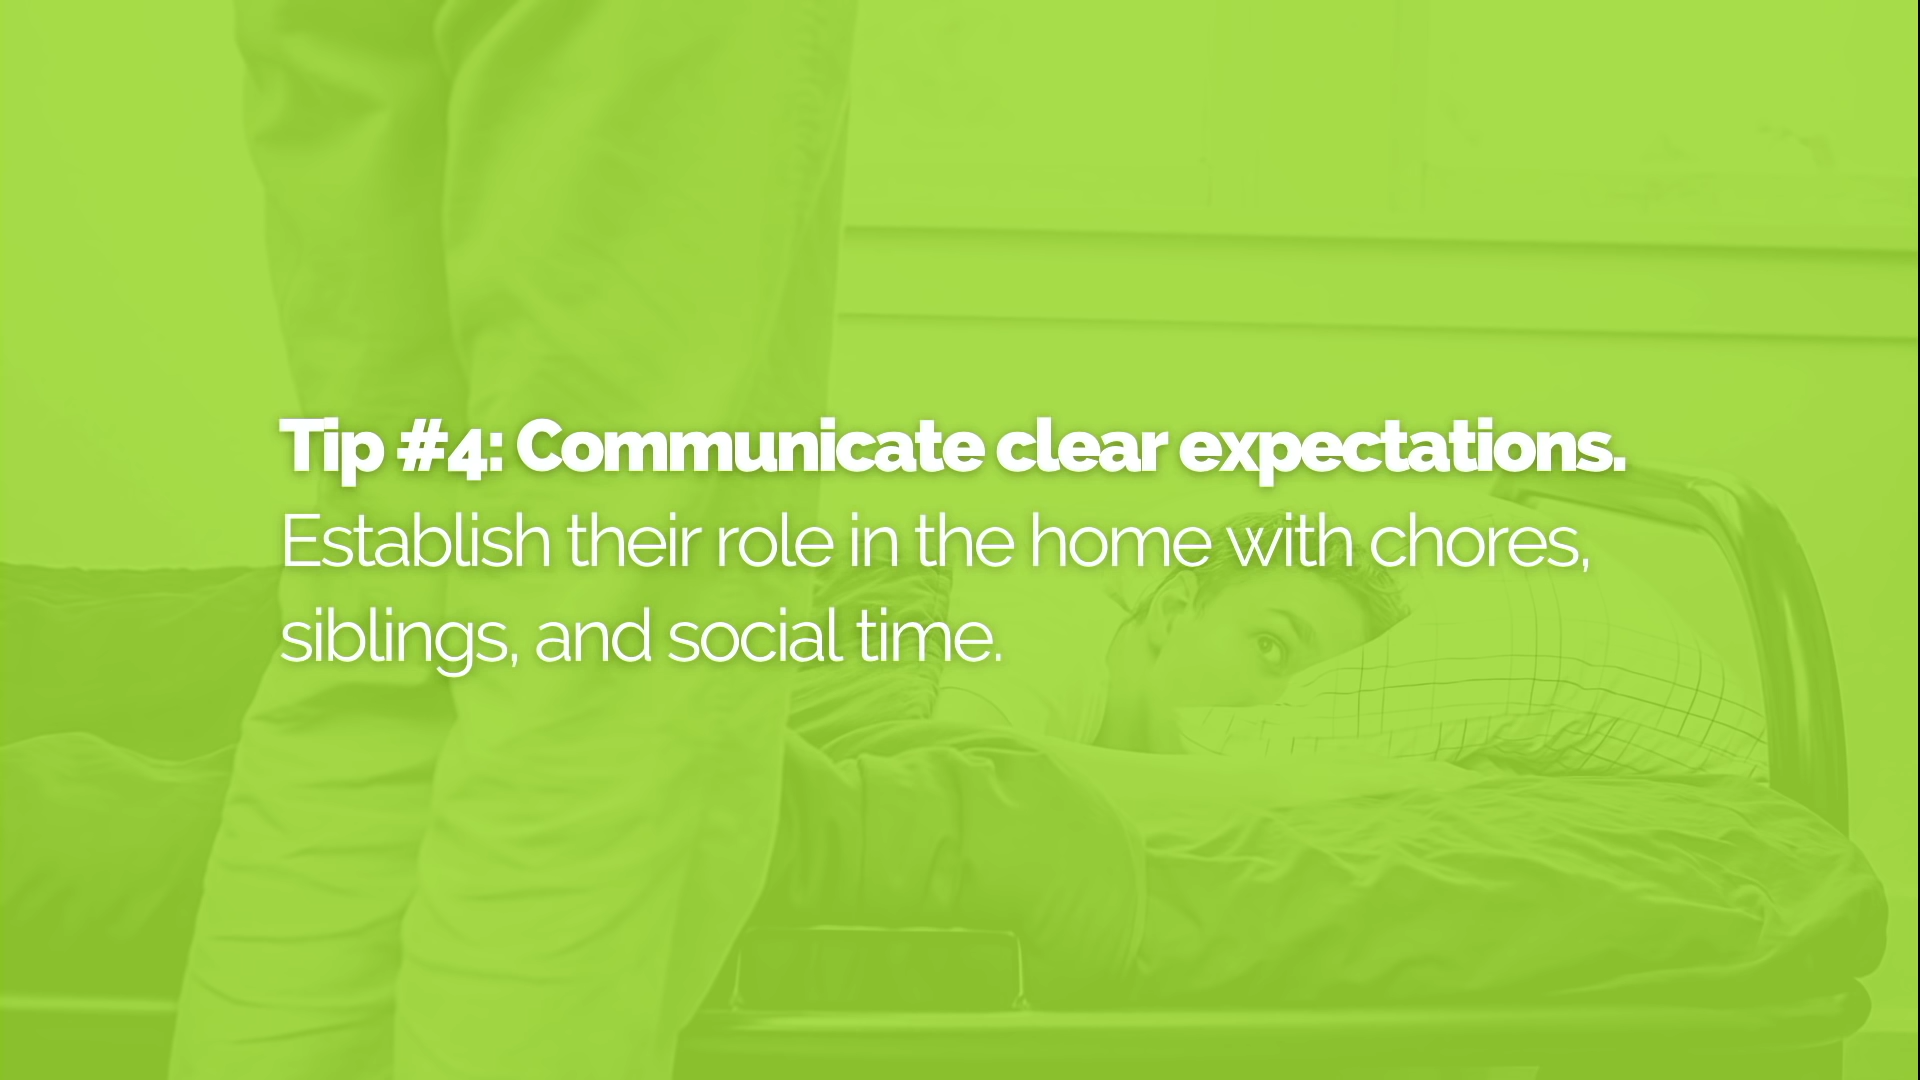 Tip #4: Communicate clear expectations.
Establish their role in the home with chores,
siblings, and social time.